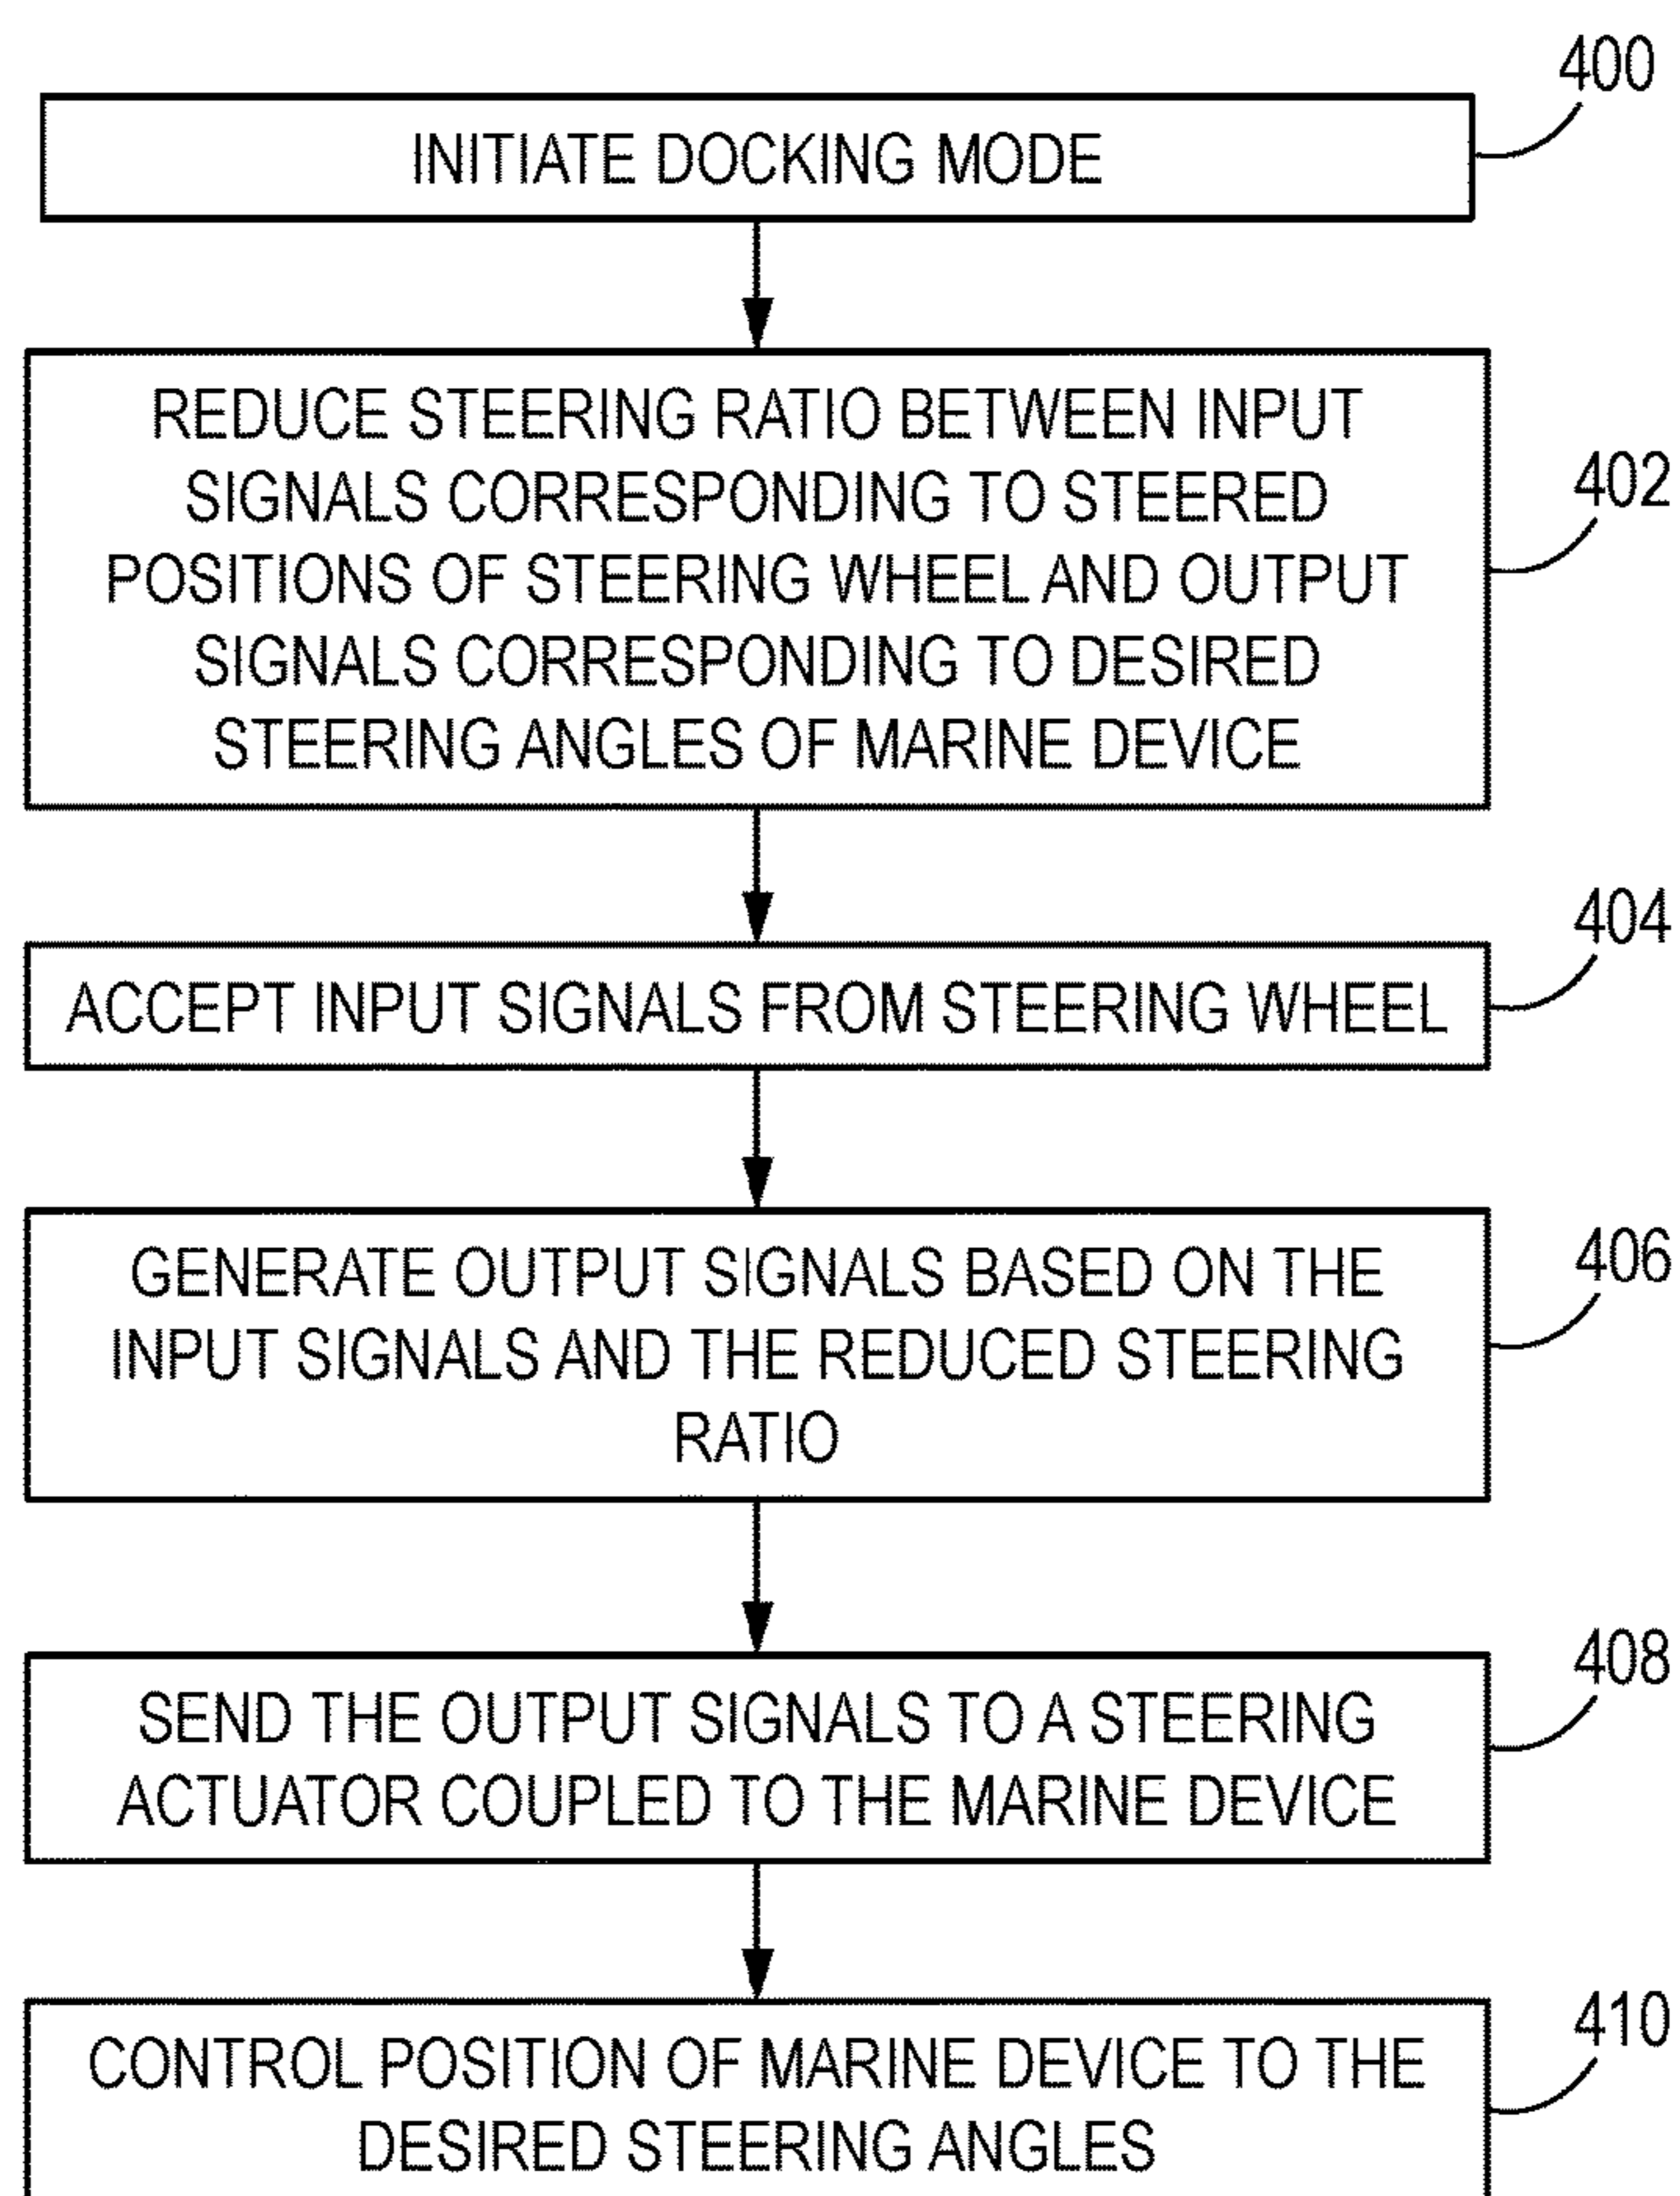 400
INITIATE DOCKING MODE
REDUCE STEERING RATIO BETWEEN INPUT
SIGNALS CORRESPONDING TO STEERED
POSITIONS OF STEERING WHEEL AND OUTPUT
SIGNALS CORRESPONDING TO DESIRED
STEERING ANGLES OF MARINE DEVICE
402
404
ACCEPT INPUT SIGNALS FROM STEERING WHEEL
GENERATE OUTPUT SIGNALS BASED ON THE
INPUT SIGNALS AND THE REDUCED STEERING
RATIO
406
408
SEND THE OUTPUT SIGNALS TO A STEERING
ACTUATOR COUPLED TO THE MARINE DEVICE
410
CONTROL POSITION OF MARINE DEVICE TO THE
DESIRED STEERING ANGLES